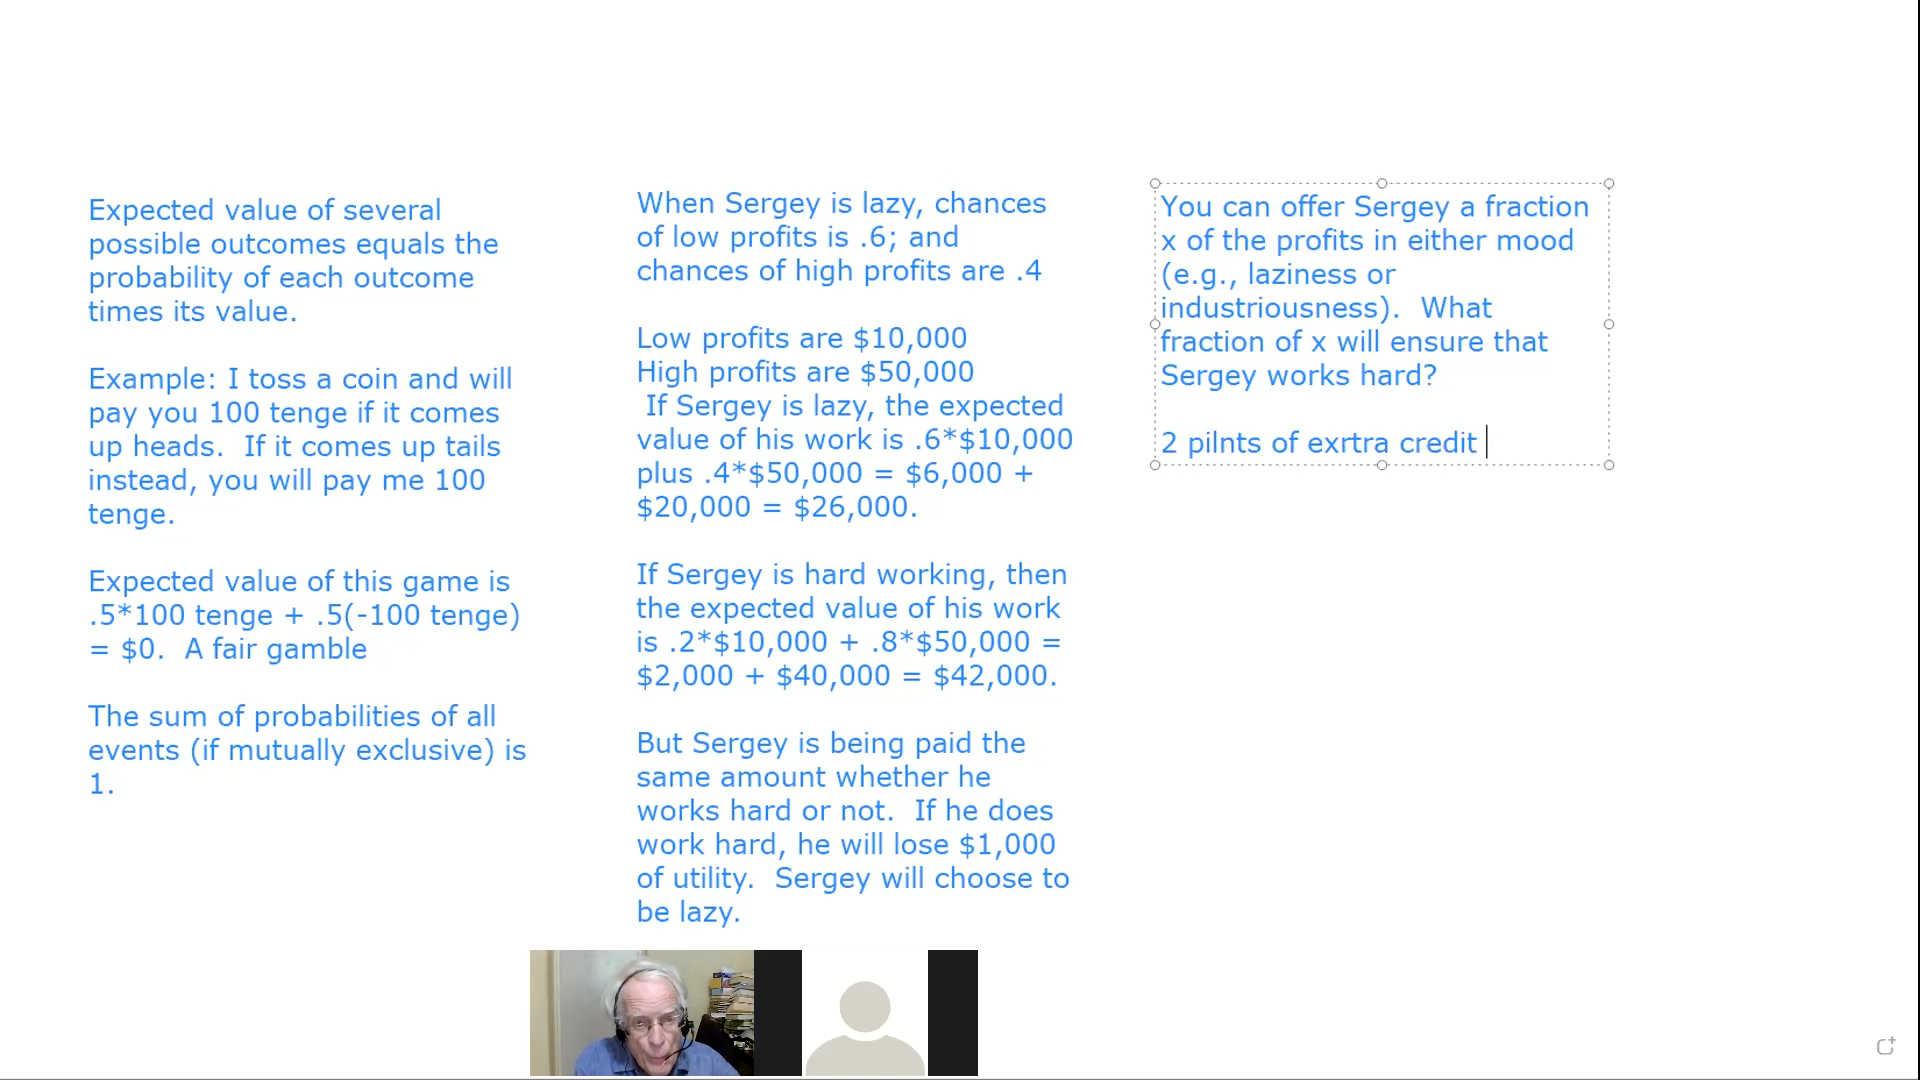 Expected value of several
possible outcomes equals the
probability of each outcome
times its value.
Example: I toss a coin and will
pay you 100 tenge if it comes
up heads.  If it comes up tails
instead, you will pay me 100
tenge.
Expected value of this game is
.5*100 tenge + .5(-100 tenge)
= $0.  A fair gamble
The sum of probabilities of all
events (if mutually exclusive) is
1.
When Sergey is lazy, chances
of low profits is .6; and
chances of high profits are .4
Low profits are $10,000
High profits are $50,000
If Sergey is lazy, the expected
value of his work is .6*$10,000
plus .4*$50,000 = $6,000 +
$20,000 = $26,000.
If Sergey is hard working, then
the expected value of his work
is .2*$10,000 + .8*$50,000 =
$2,000 + $40,000 = $42,000.
But Sergey is being paid the
same amount whether he
works hard or not.  If he does
work hard, he will lose $1,000
of utility.  Sergey will choose to
be lazy.
You can offer Sergey a fraction
x of the profits in either mood
(e.g., laziness or
industriousness).  What
fraction of x will ensure that
Sergey works hard?
2 pilnts of exrtra credit